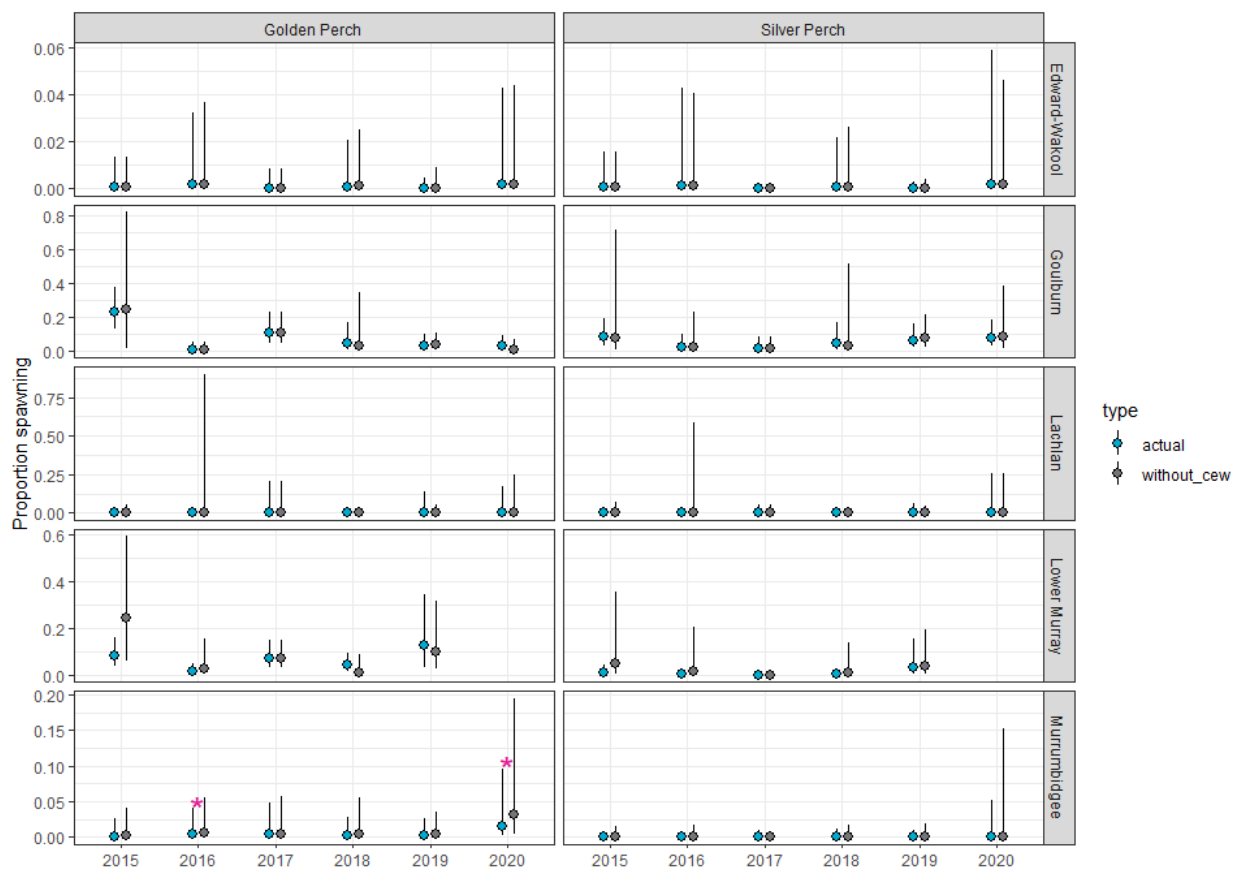 Golden Perch
Silver Perch
Proportion spawning
0.06
0.04
0.02
0.00
Edward-Wakool
0.8
0.6
0.4
0.2
0.0
Goulburn
0.75
0.50
0.25
0.00
Lachlan
0.6
0.4
0.2
0.0
Lower Murray
0.20
0.15
0.10
0.05
0.00
*
*
Murrumbidgee
2015 2016 2017 2018 2019 2020
2015 2016 2017 2018 2019 2020
type
actual
without_cew